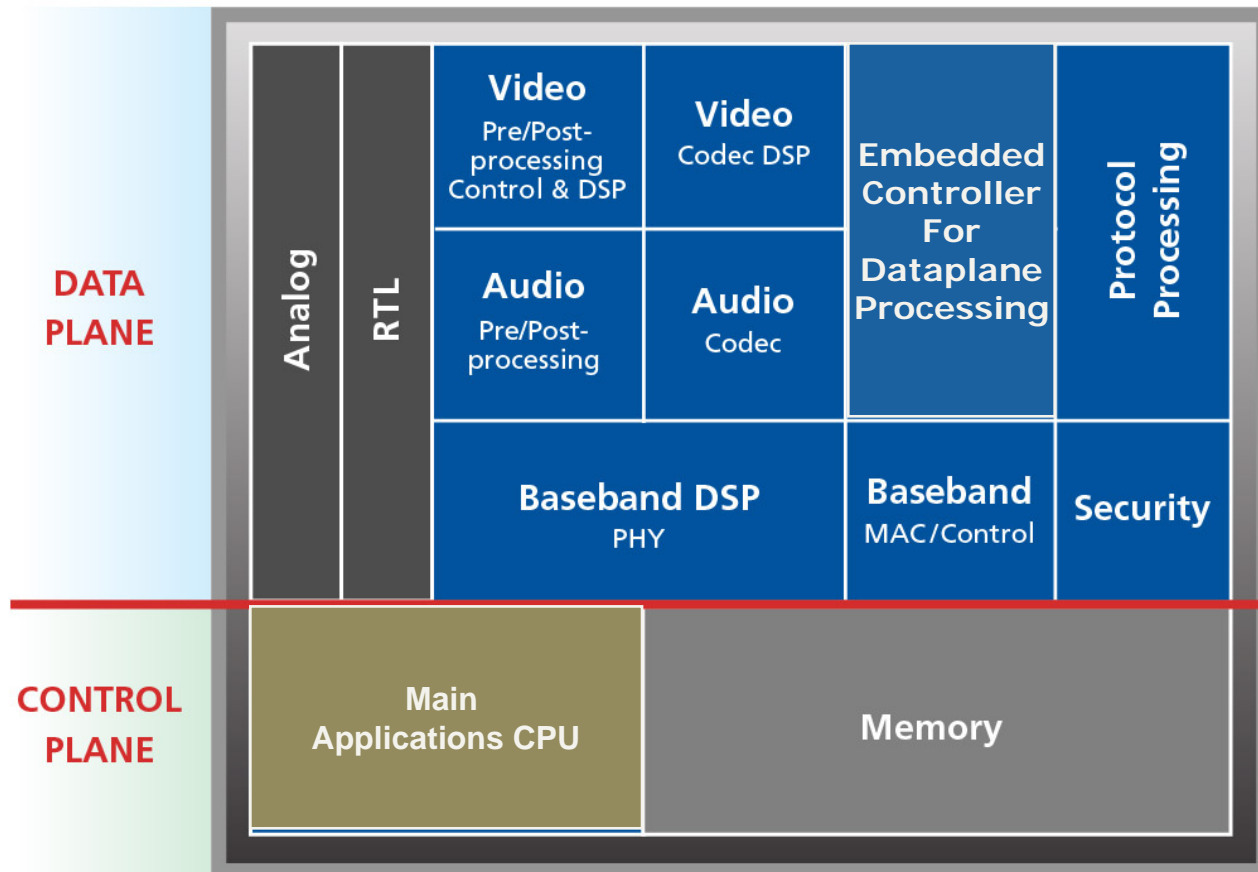 DATA
PLANE
Analog
RTL
Video
Pre/Post-
processing
Control & DSP
Video
Codec DSP
Embedded
Controller
For
Dataplane
Processing
Protocol
Processing
Audio
Pre/Post-
processing
Audio
Codec
Baseband DSP
PHY
Baseband
MAC/Control
Security
CONTROL
PLANE
Main
Applications CPU
Memory